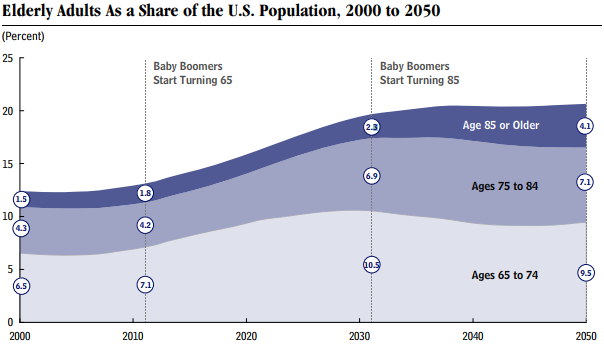 Elderly Adults As a Share of the U.S. Population, 2000 to 2050
(Percent)
25
20
15
10
5
0
Baby Boomers
Start Turning 65
Baby Boomers
Start Turning 85
Age 85 or Older
Ages 75 to 84
Ages 65 to 74
1.5
4.3
6.5
1.8
4.2
7.1
2.3
6.9
10.5
4.1
7.1
9.5
2000
2010
2020
2030
2040
2050